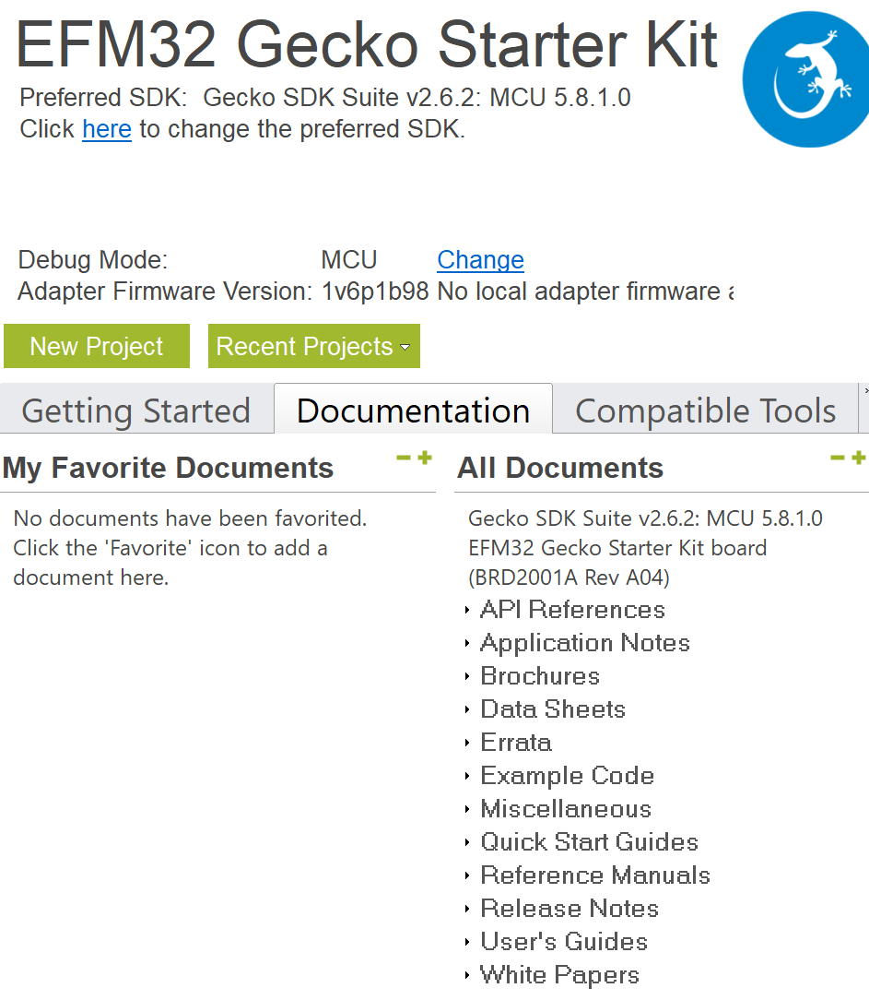 EFM32 Gecko Starter Kit
Preferred SDK: Gecko SDK Suite v2.6.2: MCU 5.8.1.0
Click here to change the preferred SDK.
Debug Mode: MCU Change
Adapter Firmware Version: 1v6p1b98 No local adapter firmware
New Project Recent Projects
Getting Started Documentation Compatible Tools
My Favorite Documents
No documents have been favorited.
Click the 'Favorite' icon to add a
document here.
All Documents
Gecko SDK Suite v2.6.2: MCU 5.8.1.0
EFM32 Gecko Starter Kit board
(BRD2001A Rev A04)
API References
Application Notes
Brochures
Data Sheets
Errata
Example Code
Miscellaneous
Quick Start Guides
Reference Manuals
Release Notes
User's Guides
White Papers